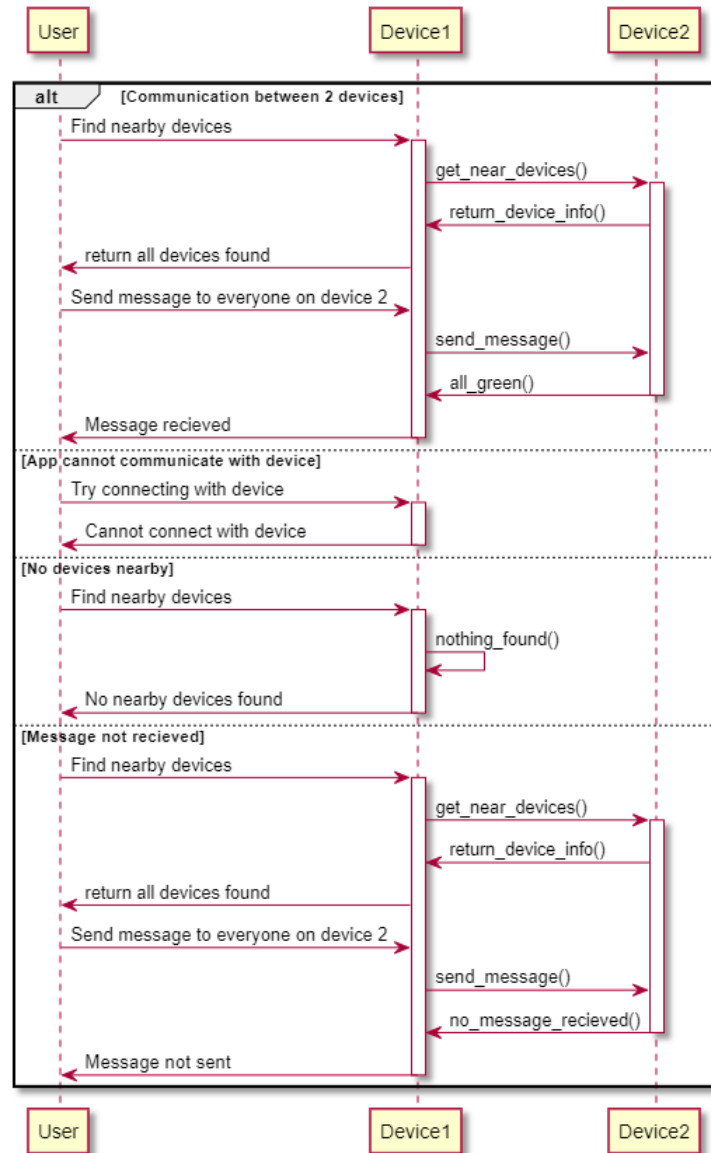 User Device1 Device2
alt [Communication between 2 devices]
Find nearby devices
get_near_devices()
return_device_info()
return all devices found
Send message to everyone on device 2
send_message()
all_green()
Message recieved
[App cannot communicate with device]
Try connecting with device
Cannot connect with device
[No devices nearby]
Find nearby devices
nothing_found()
No nearby devices found
[Message not recieved]
Find nearby devices
get_near_devices()
return_device_info()
return all devices found
Send message to everyone on device 2
send_message()
no_message_recieved()
Message not sent
User Device1 Device2